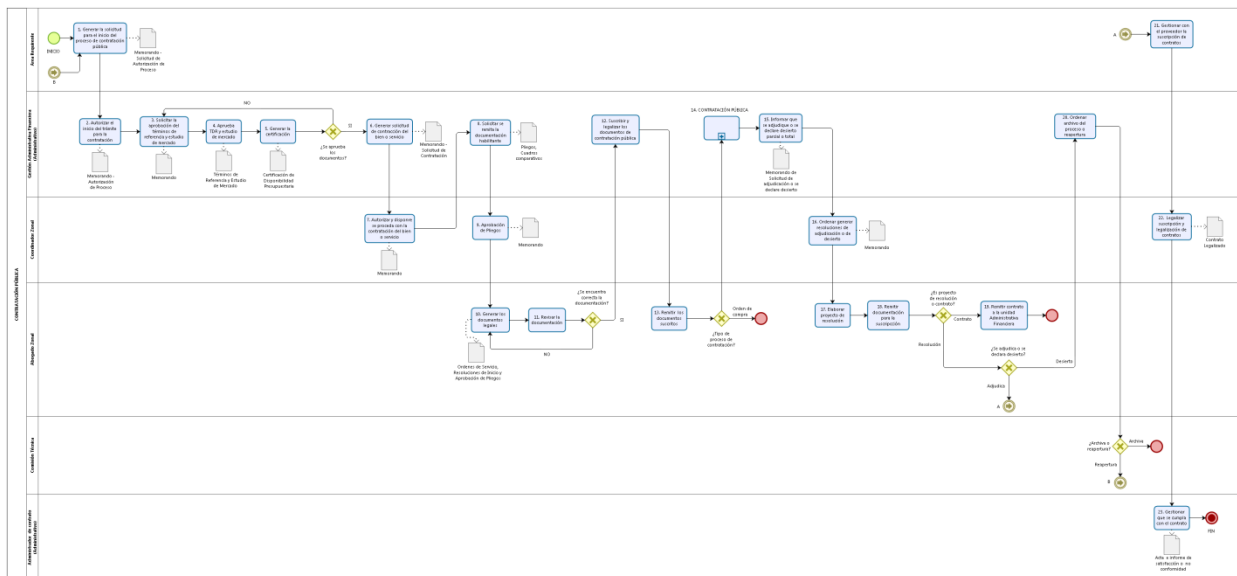 CONTRATACIÓN PÚBLICA
Área Requirente
INICIO
B
1. Generar la solicitud
para el inicio del
proceso de contratación
pública
Memorando -
Solicitud de
Autorización de
Proceso
A
21. Gestionar con
el proveedor la
suscripción de
contratos
Gestión Administrativa Financiera
(Administrativo)
2. Autorizar el
inicio del trámite
para la
contratación
Memorando -
Autorización
de Proceso
3. Solicitar la
aprobación del
términos de
referencia y estudio
de mercado
Memorando
4. Aprueba
TDR y estudio
de mercado
Términos de
Referencia y Estudio
de Mercado
5. Generar la
certificación
Certificación de
Disponibilidad
Presupuestaria
NO
SI
¿Se aprueba
los
documentos?
6. Generar solicitud
de contracción del
bien o servicio
Memorando -
Solicitud de
Contratación
8. Solicitar se
remita la
documentación
habilitante
Pliegos,
Cuadros
comparativos
12. Suscribir y
legalizar los
documentos de
contratación pública
14. CONTRATACIÓN PÚBLICA
15. Informe que
se adjudique o se
declare desierto
parcial o total
Memorando de
Solicitud de
adjudicación o se
declare desierto
20. Ordenar
archivo del
proceso o
reapertura
Coordinador Zonal
7. Autorizar y disponer
se proceda con la
contratación del bien
o servicio
Memorando
9. Aprobación
de Pliegos
Memorando
16. Ordenar generar
resoluciones de
adjudicación o de
desierto
Memorando
22. Legalizar
suscripción y
legalización de
contratos
Contrato
Legalizado
Abogado Zonal
10. Generar los
documentos
legales
Ordenes de Servicio,
Resoluciones de Inicio y
Aprobación de Pliegos
11. Revisar la
documentación
¿Se encuentra
correcta la
documentación?
SI
NO
13. Remitir los
documentos
suscritos
Orden de
compra
¿Tipo de
proceso de
contratación?
17. Elaborar
proyecto de
resolución
18. Remitir
documentación
para la
suscripción
¿Es proyecto
de resolución
o contrato?
Contrato
Resolución
19. Remitir contrato
a la unidad
Administrativa
Financiera
¿Se adjudica o se
declara desierto?
Desierto
Adjudica
A
Comisión Técnica
¿Archiva o
reapertura?
Archiva
Reapertura
B
Administrador de contrato
(Administrativo)
23. Gestionar
que se cumpla
con el contrato
FIN
Acta o informe de
satisfacción o no
conformidad